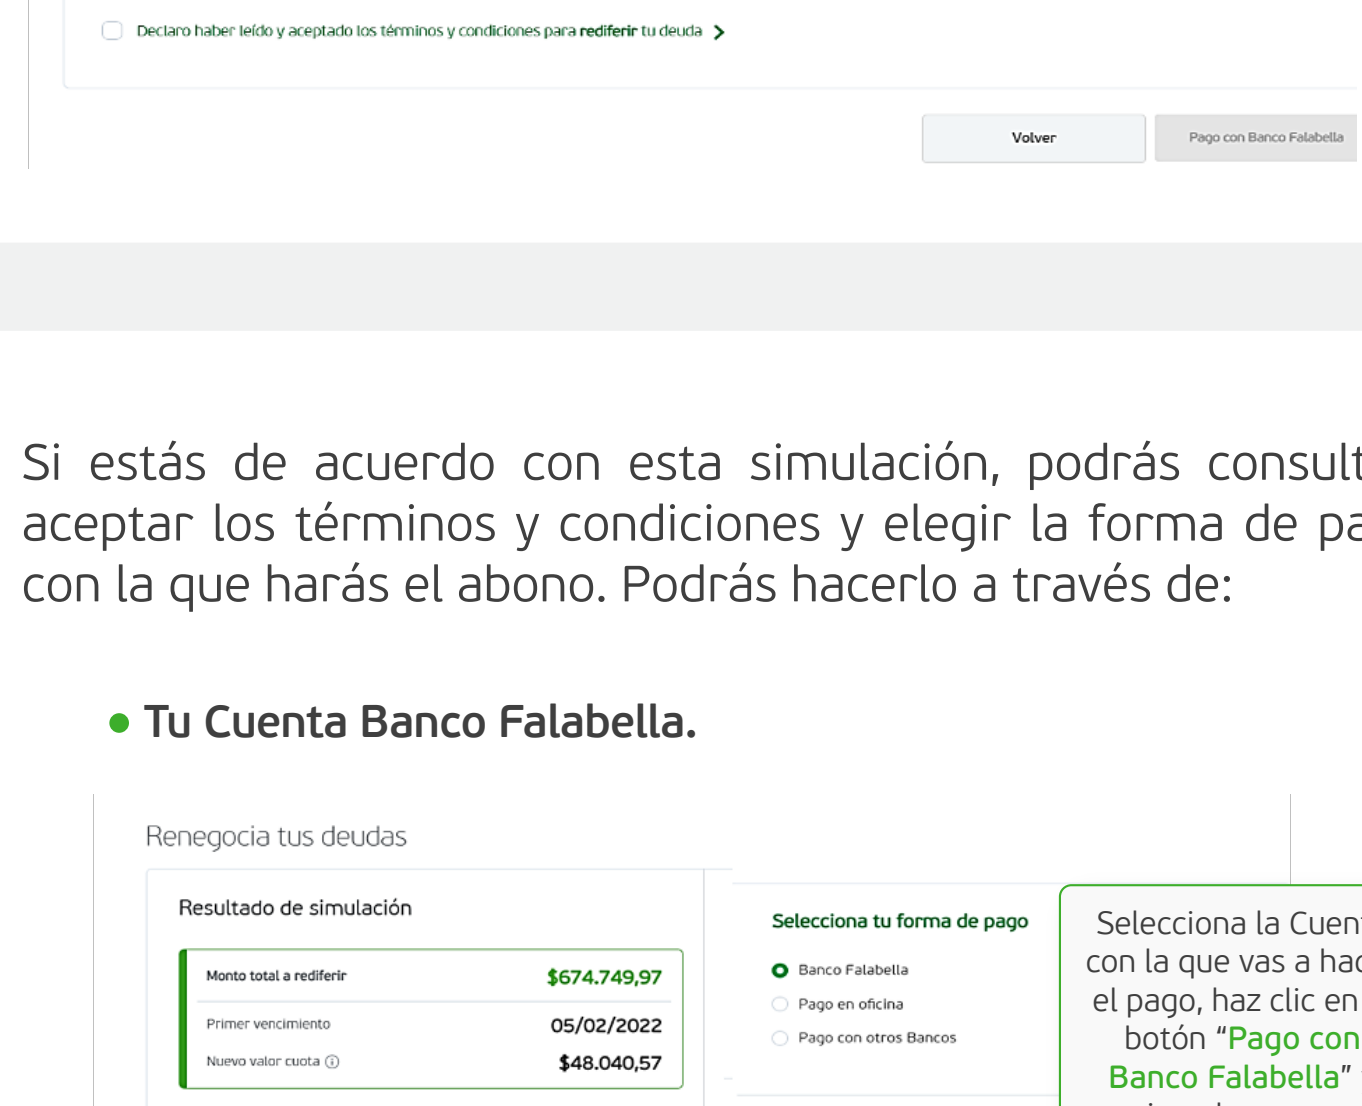 Declaro haber leído y aceptado los términos y condiciones para rediferir tu deuda
Volver
Pago con Banco Falabella
Si estás de acuerdo con esta simulación, podrás consult
aceptar los términos y condiciones y elegir la forma de pa
con la que harás el abono. Podrás hacerlo a través de:
• Tu Cuenta Banco Falabella.
Renegocia tus deudas
Resultado de simulación
Monto total a rediferir $674.749,97
Primer vencimiento 05/02/2022
Nuevo valor cuota $48.040,57
Selecciona tu forma de pago
Banco Falabella
Pago en oficina
Pago con otros Bancos
Selecciona la Cuent
con la que vas a hac
el pago, haz clic en
botón “Pago con
Banco Falabella”